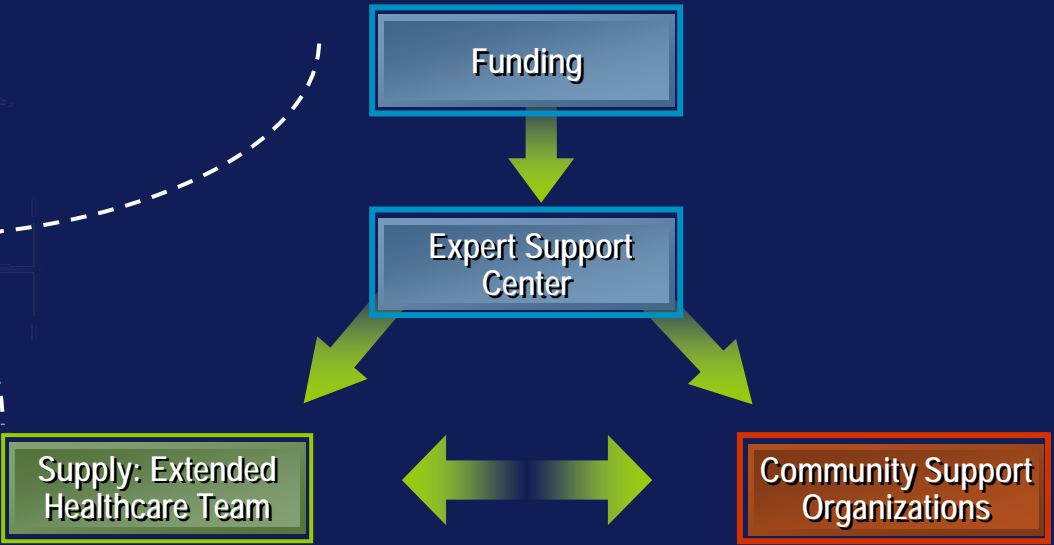 Funding
Expert Support
Center
Supply: Extended
Healthcare Team
Community Support
Organizations